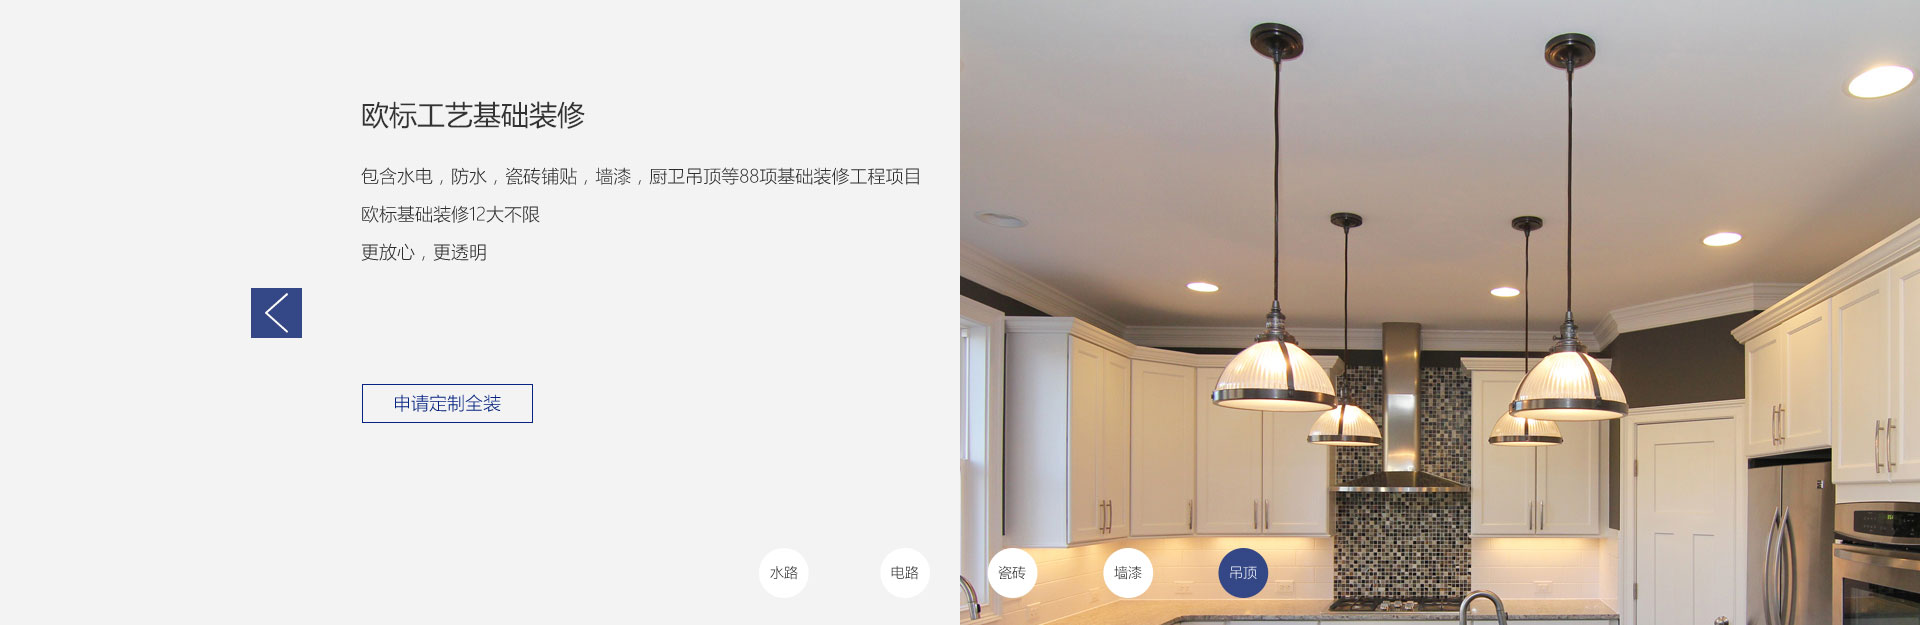 欧标工艺基础装修
包含水电，防水，瓷砖铺贴，墙漆，厨卫吊顶等88项基础装修工程项目
欧标基础装修12大不限
更放心，更透明
申请定制全装
水路
电路
瓷砖
墙漆
吊顶